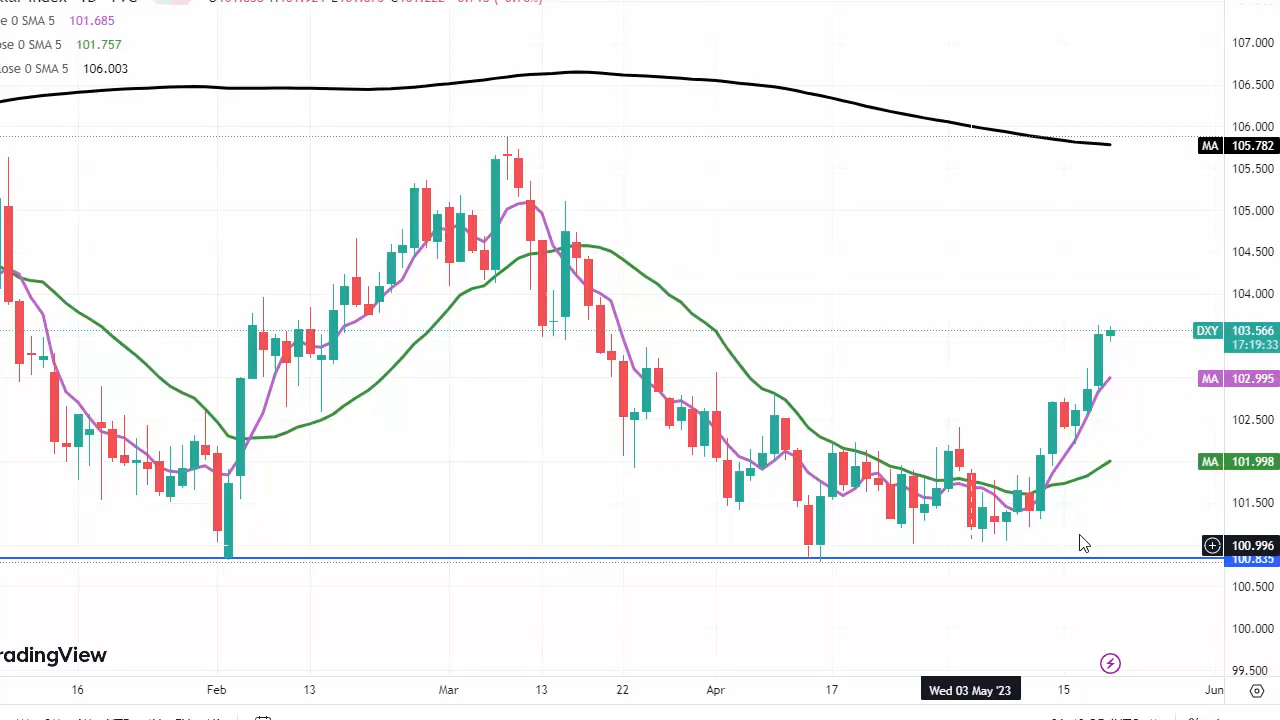 e 0 SMA 5 101.685
ose 0 SMA 5 101.757
lose 0 SMA 5 106.003
107.000
106.500
106.000
MA 105.782
105.500
105.000
104.500
104.000
DXY 103.566
17:19:33
MA 102.995
102.500
MA 101.998
101.500
100.996
100.835
100.500
100.000
99.500
radingView
16 Feb 13 Mar 13 22 Apr 17 Wed 03 May '23 15 Jun